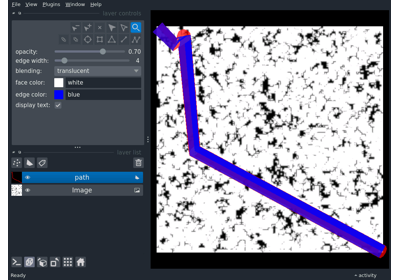 File View Plugins Window Help
layer controls
opacity: 0.70
edge width: 4
blending: translucent
face color: white
edge color: blue
display text:
layer list
path
Image
Ready
activity